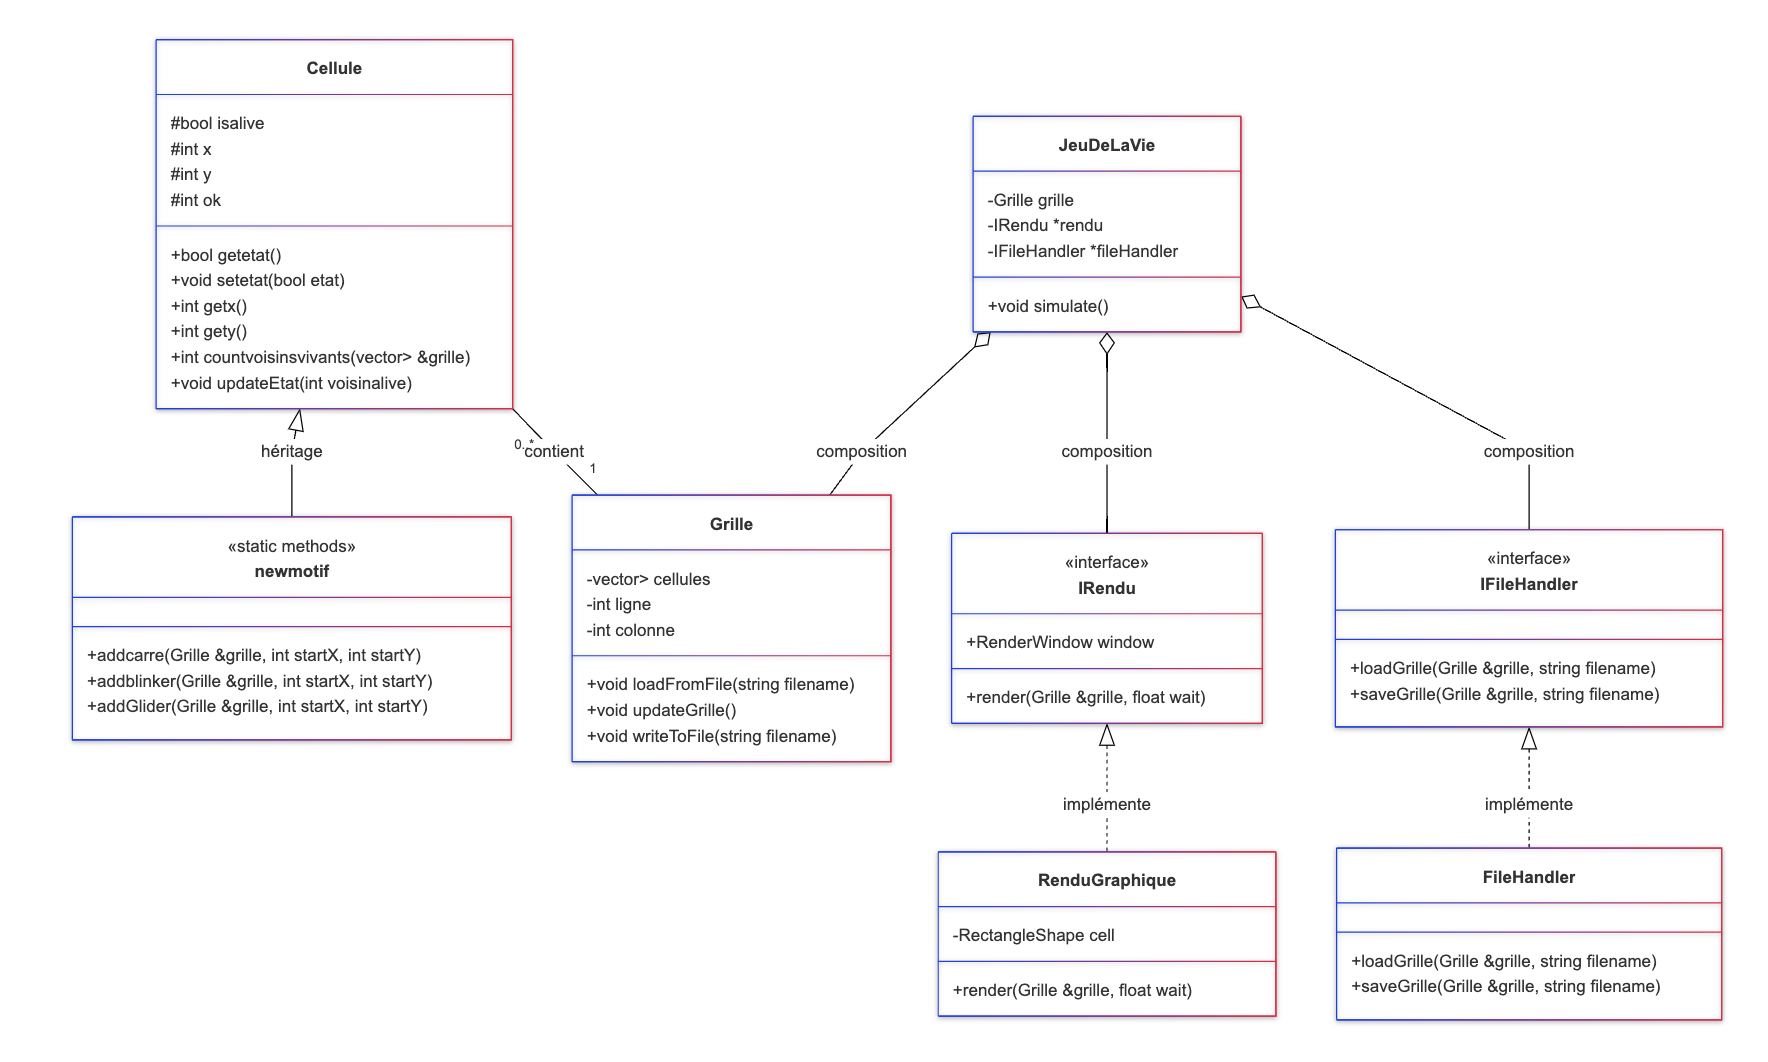 Cellule
#bool isalive
#int x
#int y
#int ok
+bool getetat()
+void setetat(bool etat)
+int getx()
+int gety()
+int countvoisinsvivants(vector> &grille)
+void updateEtat(int voisinalive)
JeuDeLaVie
-Grille grille
-IRendu *rendu
-IFileHandler *fileHandler
+void simulate()
héritage
0..*
contient
1
composition
composition
composition
«static methods»
newmotif
+addcarre(Grille &grille, int startX, int startY)
+addblinker(Grille &grille, int startX, int startY)
+addGlider(Grille &grille, int startX, int startY)
Grille
-vector> cellules
-int ligne
-int colonne
+void loadFromFile(string filename)
+void updateGrille()
+void writeToFile(string filename)
«interface»
IRendu
+RenderWindow window
+render(Grille &grille, float wait)
«interface»
IFileHandler
+loadGrille(Grille &grille, string filename)
+saveGrille(Grille &grille, string filename)
implémente
implémente
RenduGraphique
-RectangleShape cell
+render(Grille &grille, float wait)
FileHandler
+loadGrille(Grille &grille, string filename)
+saveGrille(Grille &grille, string filename)